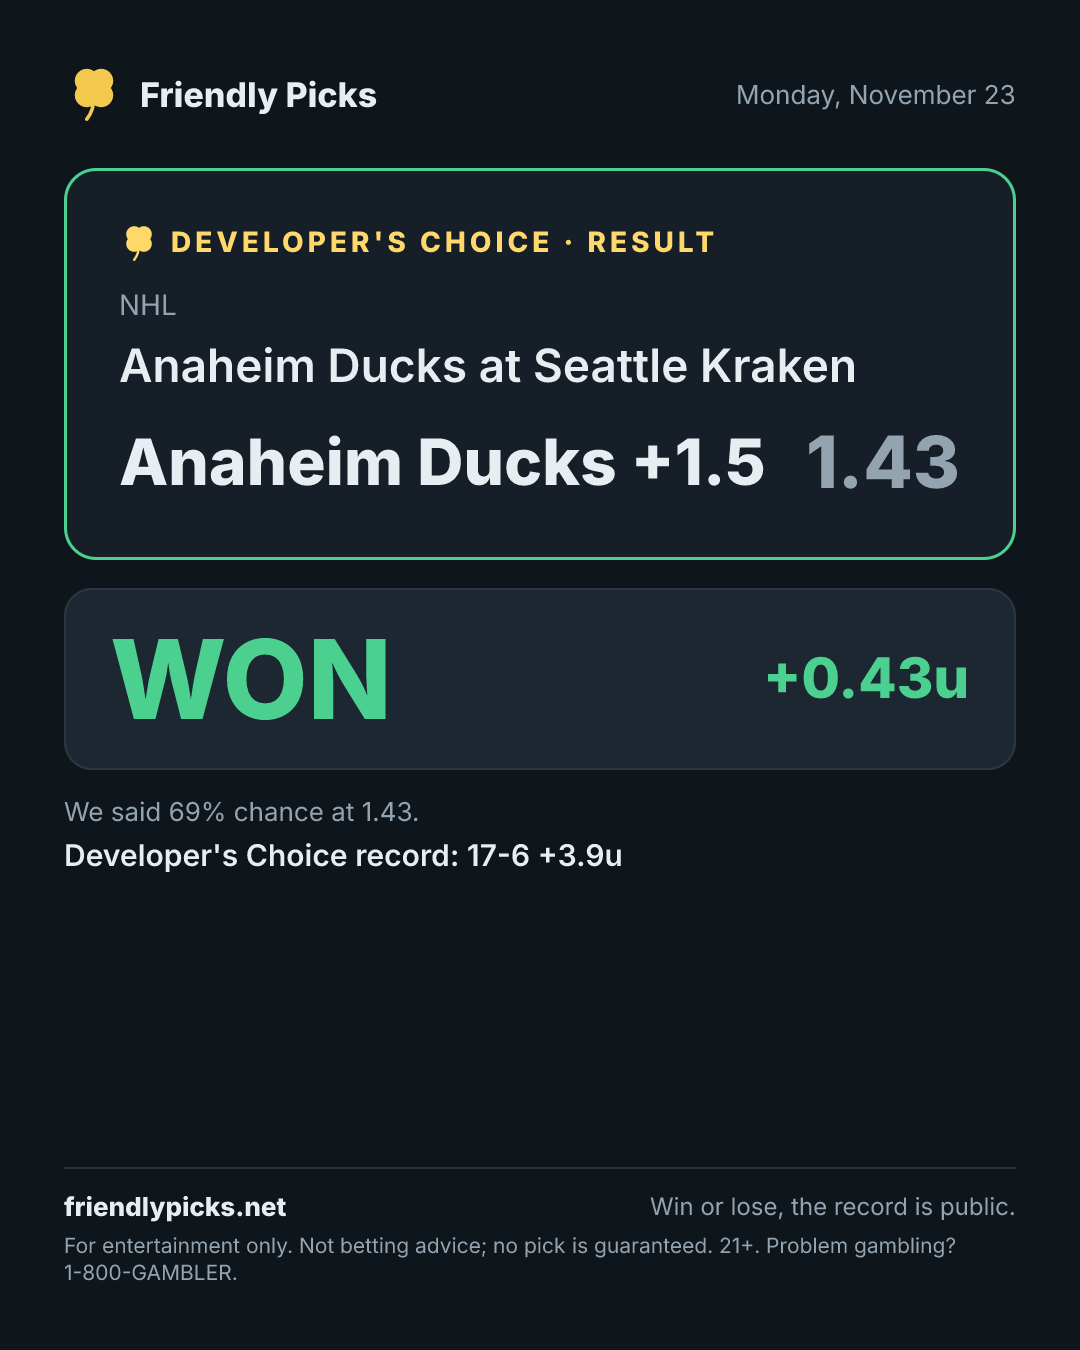 Friendly Picks
Monday, November 23
DEVELOPER'S CHOICE · RESULT
NHL
Anaheim Ducks at Seattle Kraken
Anaheim Ducks +1.5 1.43
WON +0.43u
We said 69% chance at 1.43.
Developer's Choice record: 17-6 +3.9u
friendlypicks.net
Win or lose, the record is public.
For entertainment only. Not betting advice; no pick is guaranteed. 21+. Problem gambling?
1-800-GAMBLER.